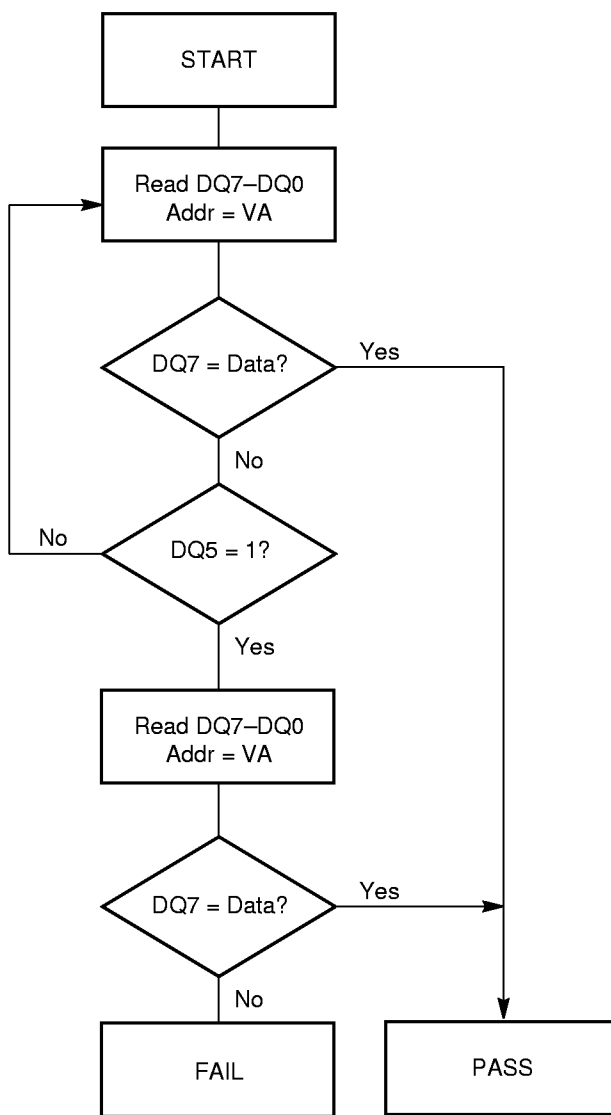 START
Read DQ7–DQ0
Addr = VA
DQ7 = Data?
Yes
No
No
DQ5 = 1?
Yes
Read DQ7–DQ0
Addr = VA
DQ7 = Data?
Yes
No
FAIL
PASS